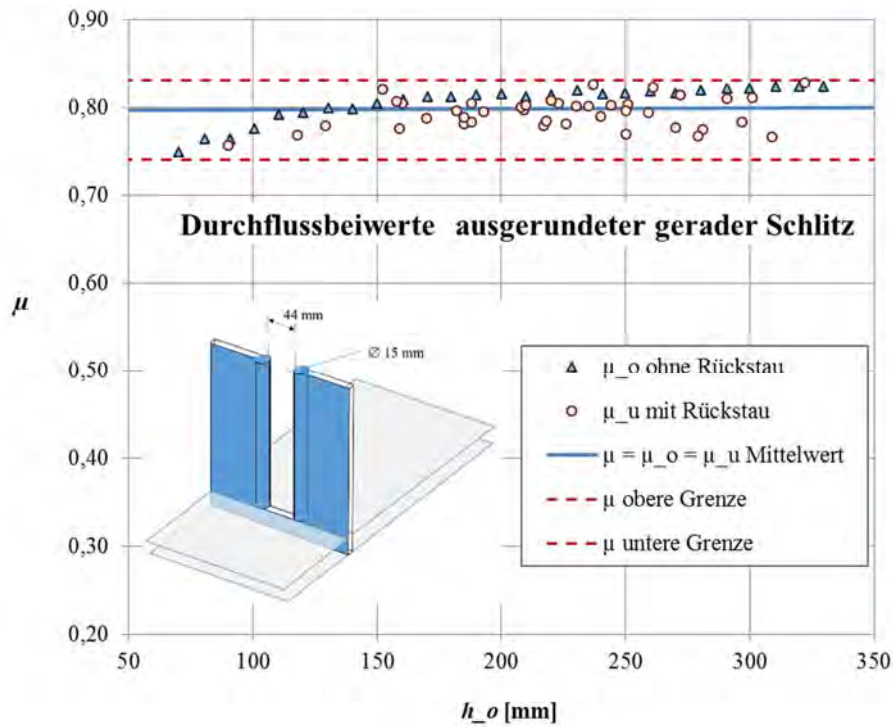 0,90
0,80
0,70
0,60
0,50
0,40
0,30
0,20
µ
Durchflussbeiwerte ausgerundeter gerader Schlitz
44 mm
∅ 15 mm
µ_o ohne Rückstau
µ_u mit Rückstau
µ = µ_o = µ_u Mittelwert
µ obere Grenze
µ untere Grenze
50 100 150 200 250 300 350
h_o [mm]